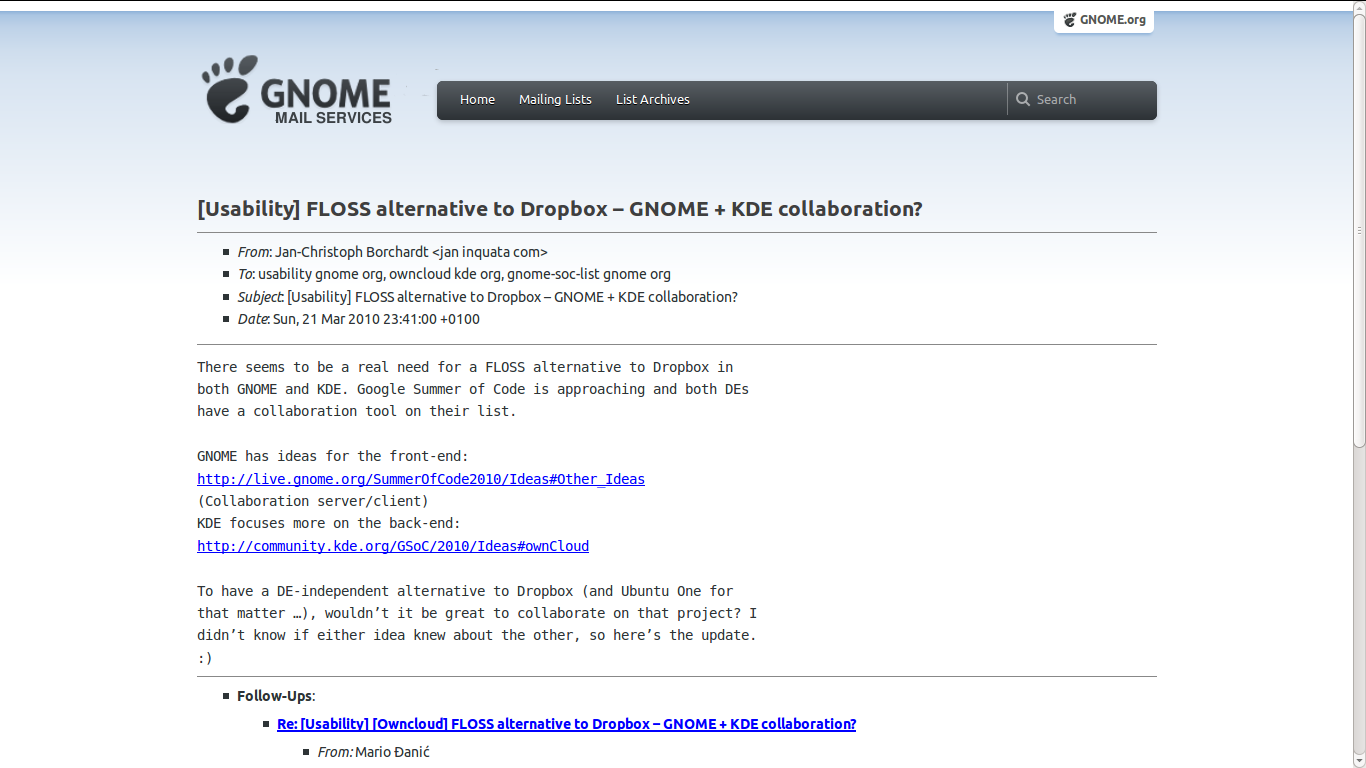 GNOME.org
GNOME
MAIL SERVICES
Home Mailing Lists List Archives Search
[Usability] FLOSS alternative to Dropbox – GNOME + KDE collaboration?
From: Jan-Christoph Borchardt <jan inquata com>
To: usability gnome org, owncloud kde org, gnome-soc-list gnome org
Subject: [Usability] FLOSS alternative to Dropbox – GNOME + KDE collaboration?
Date: Sun, 21 Mar 2010 23:41:00 +0100
There seems to be a real need for a FLOSS alternative to Dropbox in
both GNOME and KDE. Google Summer of Code is approaching and both DEs
have a collaboration tool on their list.
GNOME has ideas for the front-end:
http://live.gnome.org/SummerOfCode2010/Ideas#Other_Ideas
(Collaboration server/client)
KDE focuses more on the back-end:
http://community.kde.org/GSoC/2010/Ideas#ownCloud
To have a DE-independent alternative to Dropbox (and Ubuntu One for
that matter …), wouldn’t it be great to collaborate on that project? I
didn’t know if either idea knew about the other, so here’s the update.
:)
Follow-Ups:
Re: [Usability] [Owncloud] FLOSS alternative to Dropbox – GNOME + KDE collaboration?
From: Mario Đanić